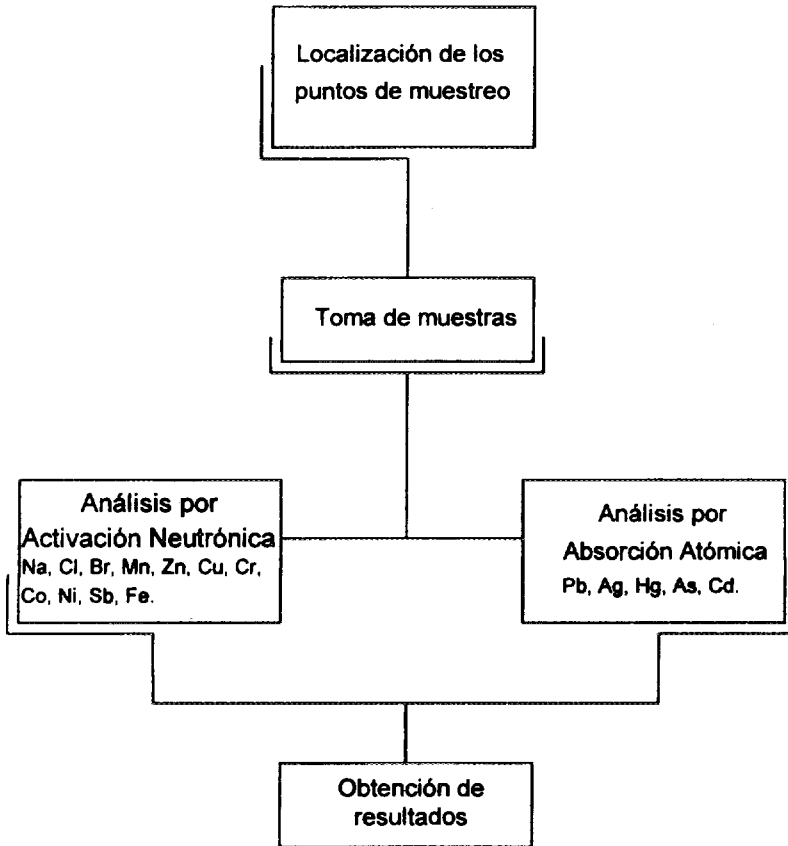 Localización de los
puntos de muestreo
Toma de muestras
Análisis por
Activación Neutrónica
Na, Cl, Br, Mn, Zn, Cu, Cr,
Co, Ni, Sb, Fe.
Análisis por
Absorción Atómica
Pb, Ag, Hg, As, Cd.
Obtención de
resultados